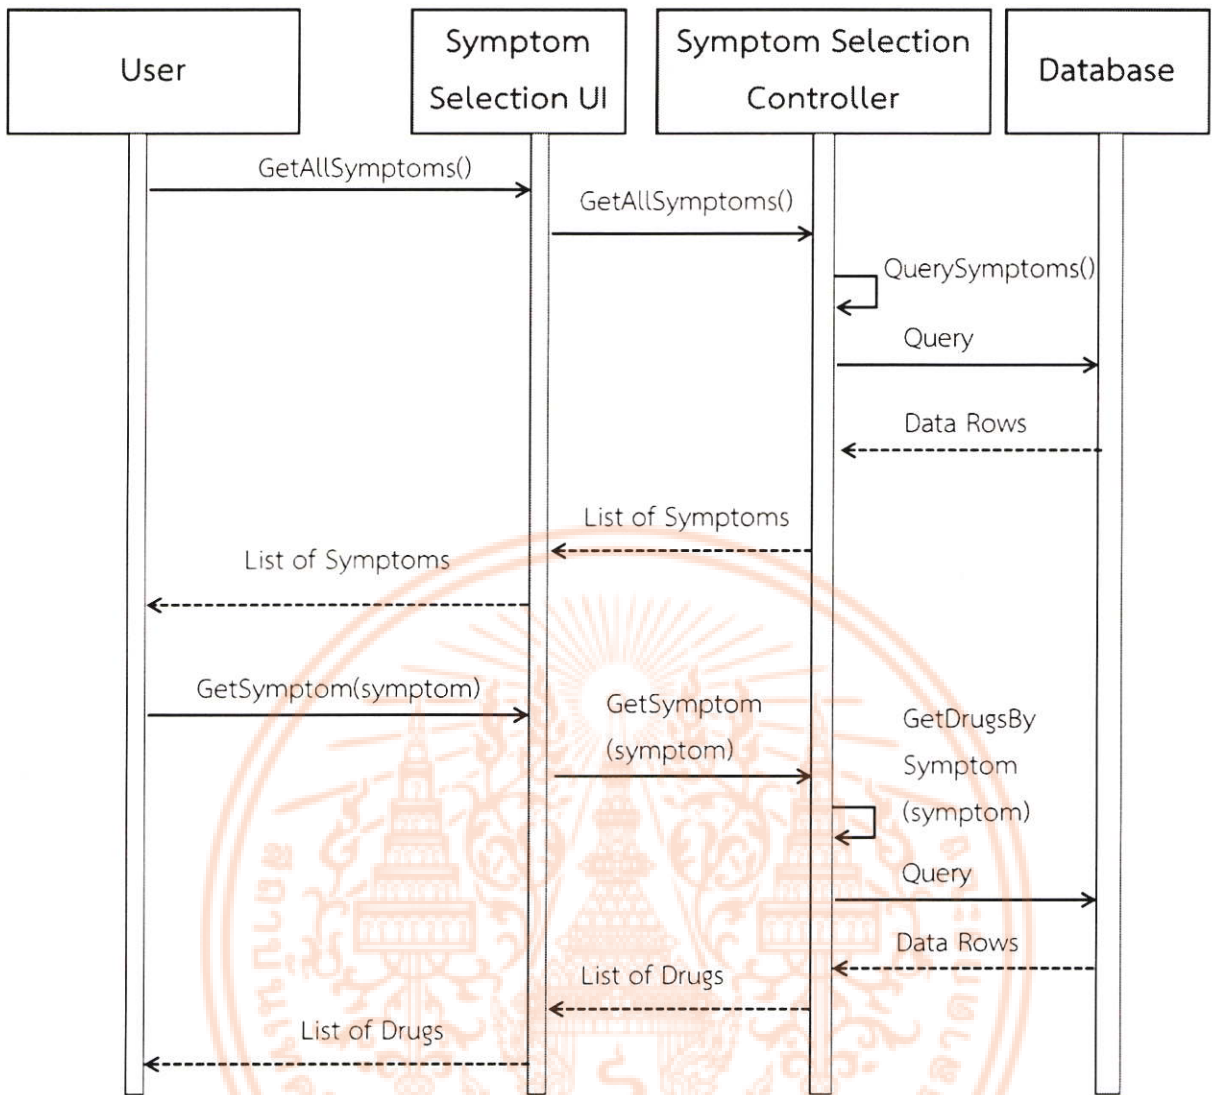 User
Symptom
Selection UI
Symptom Selection
Controller
Database
GetAllSymptoms()
GetAllSymptoms()
QuerySymptoms()
Query
Data Rows
List of Symptoms
List of Symptoms
GetSymptom(symptom)
GetSymptom
(symptom)
GetDrugsBy
Symptom
(symptom)
Query
Data Rows
List of Drugs
List of Drugs